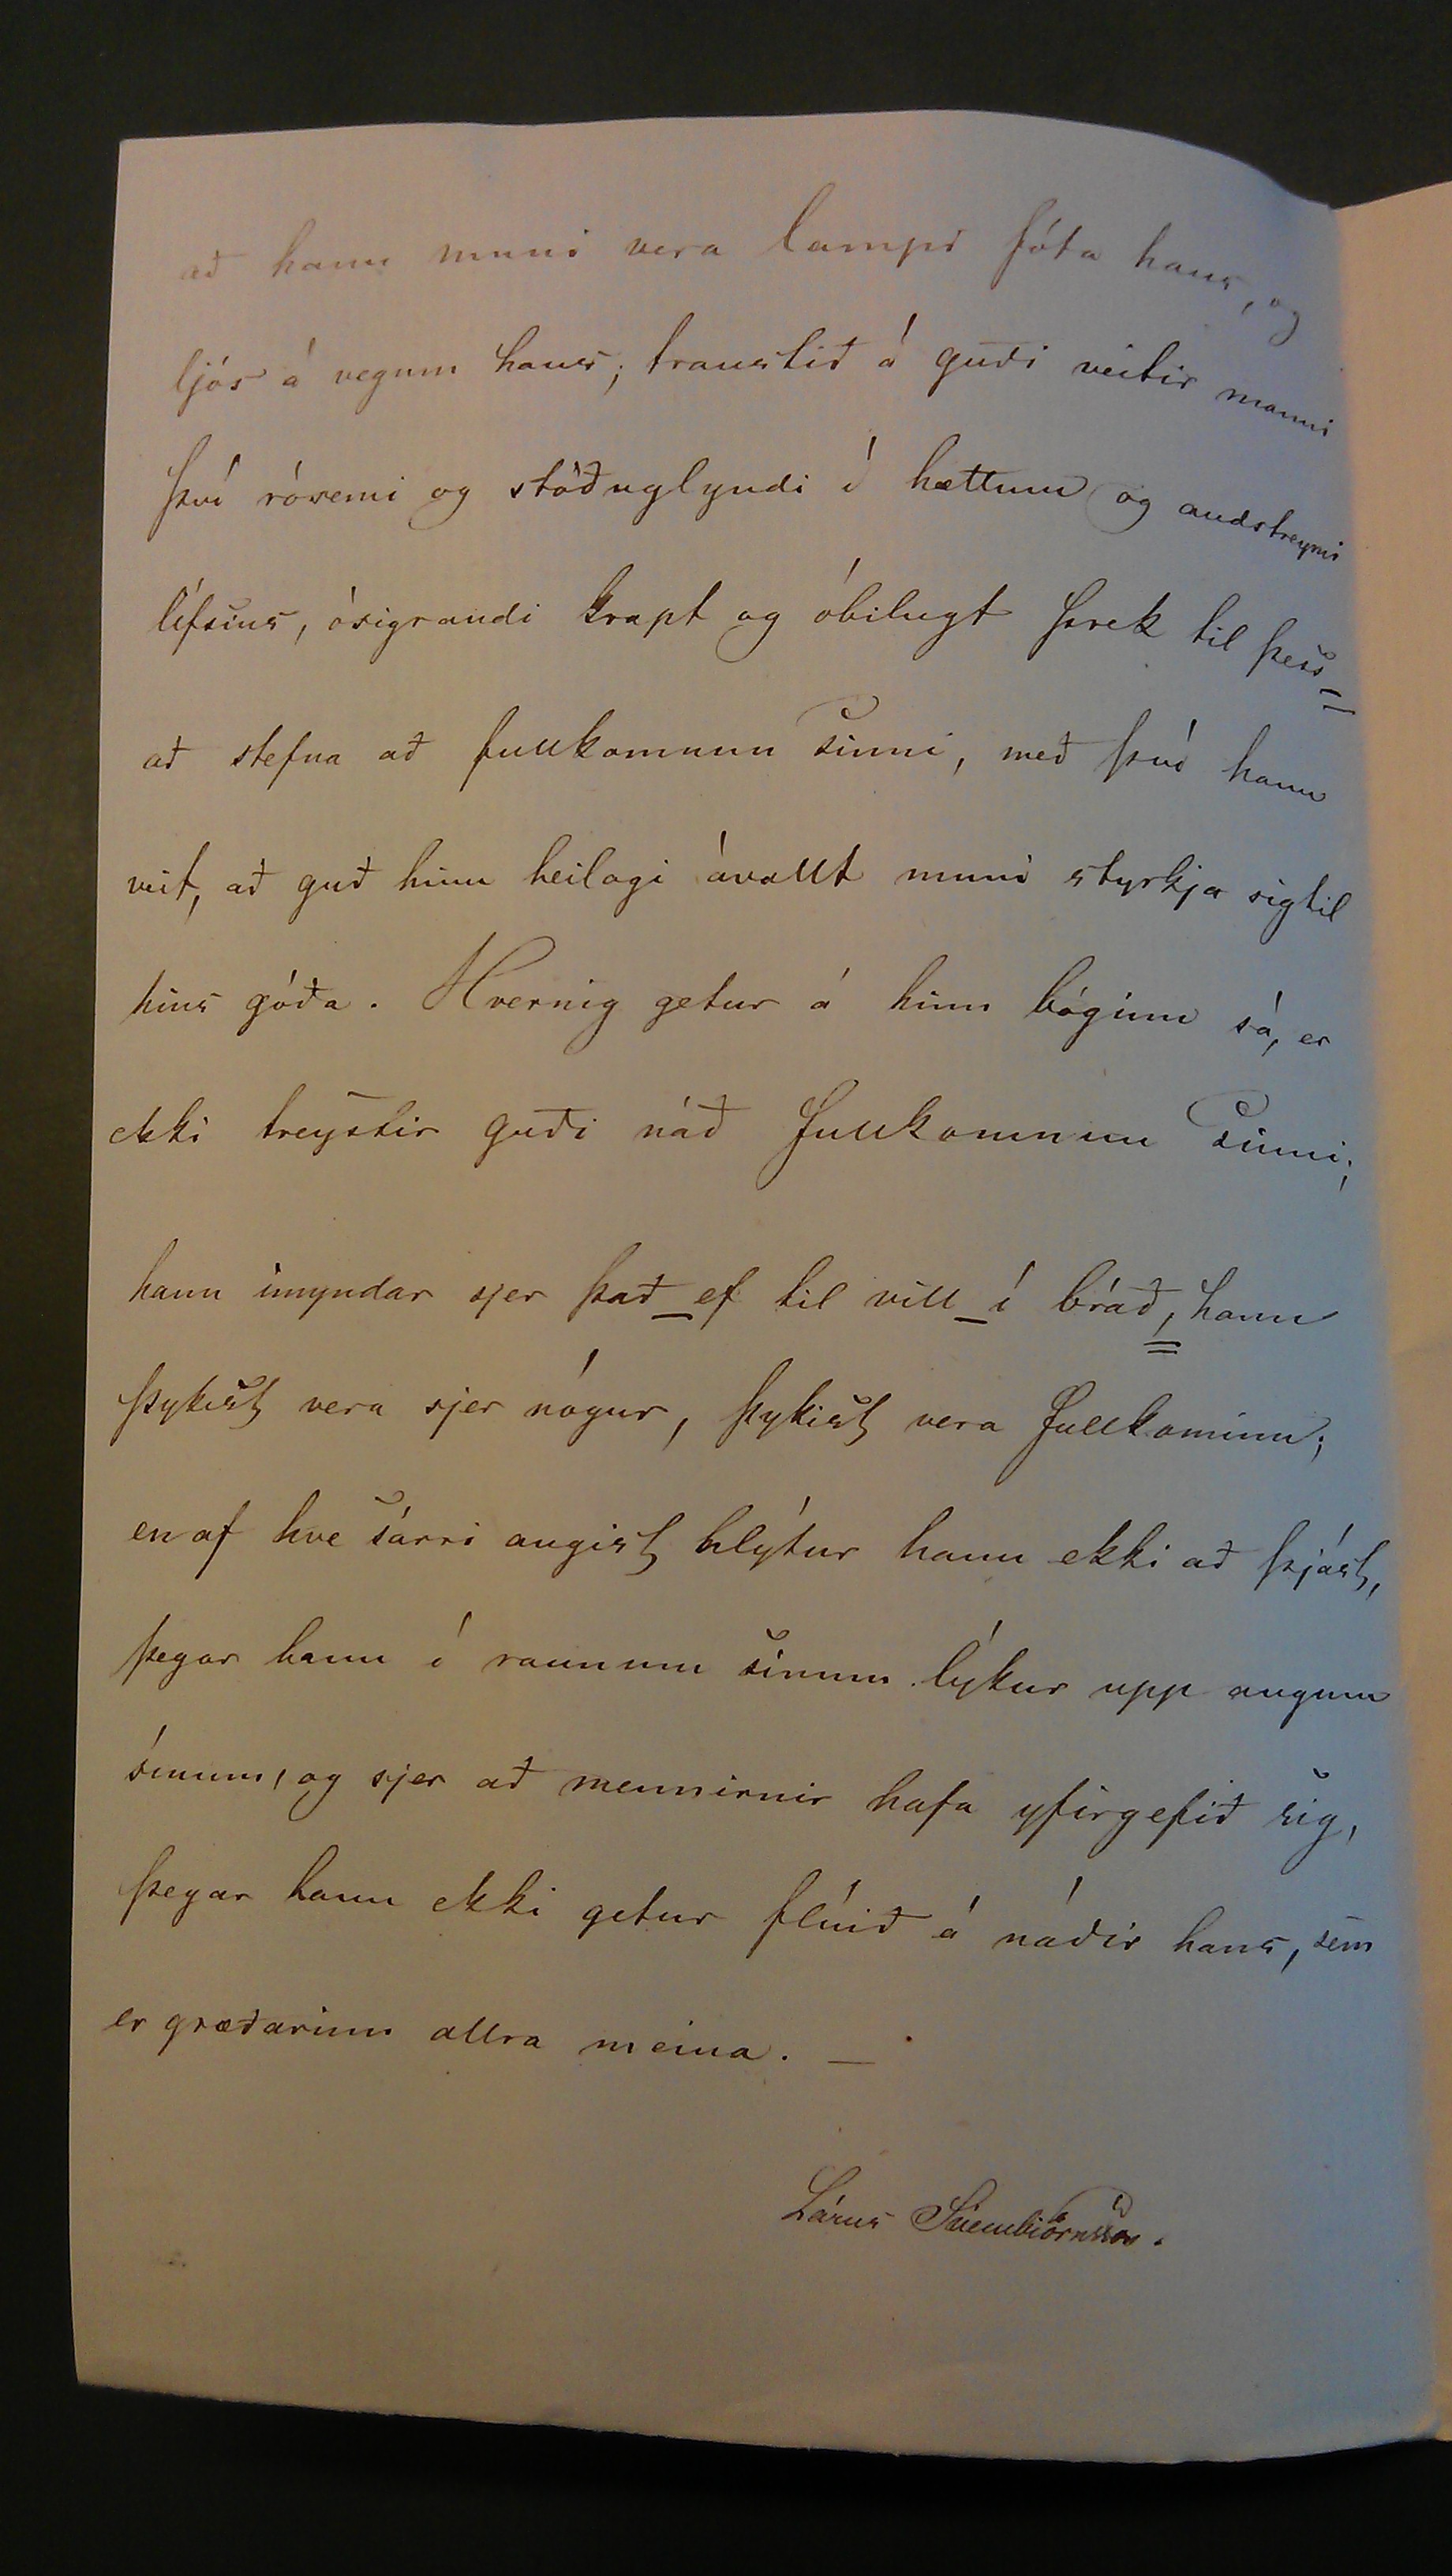 að hann muni vera lampi fóta hans, og
ljós á vegum hans; traustið á guði veitir manni
því rósemi og stöðuglyndi í hættum og andstreymi
lífsins, ósigrandi krapt og óbilugt þrek til þess
að stefna að fullkomnun sinni, með því hann
veit, að guð hinn heilagi ávallt muni styrkja sig til
hins góða. Hvernig getur á hinn bóginn sá, er
ekki treystir guði náð fullkomnun sinni;
hann ímyndar sjer það _ ef til vill _ í bráð, hann
þykist vera sjer nógur, þykist vera fullkominn;
en af hve sárri angist hlýtur hann ekki að þjást,
þegar hann í raunum sínum lýkur upp augum
sínum, og sjer að mennirnir hafa yfirgefið sig,
þegar hann ekki getur flúið á náðir hans, sem
er græðarinn allra meina. _
Lárus Sveinbiörnsson.